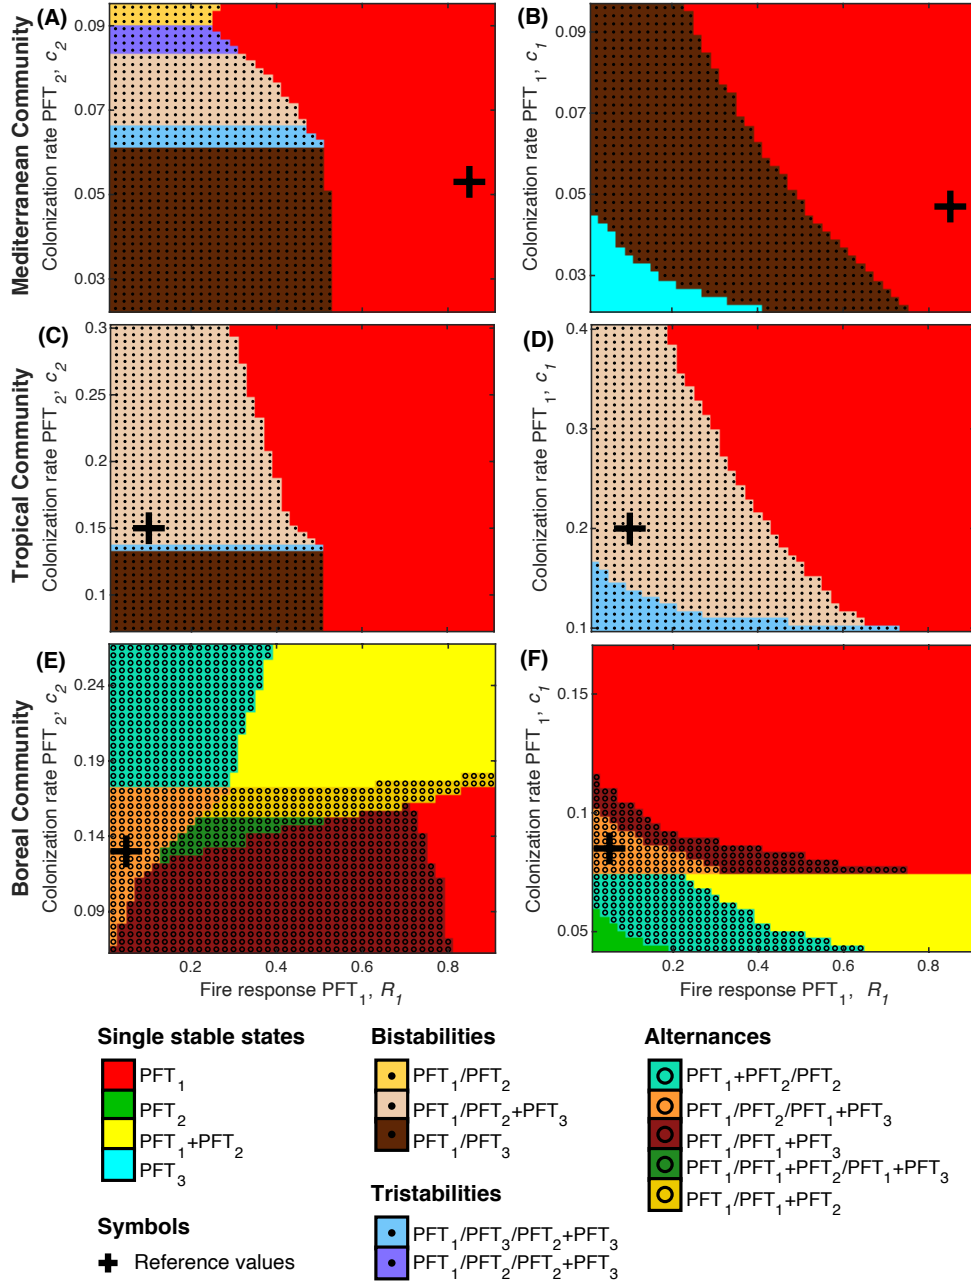 Mediterranean Community
(A)
Colonization rate PFT2, c2
0.09
0.07
0.05
0.03
(B)
Colonization rate PFT1, c1
0.09
0.07
0.05
0.03
Tropical Community
(C)
Colonization rate PFT2, c2
0.3
0.25
0.2
0.15
0.1
(D)
Colonization rate PFT1, c1
0.4
0.3
0.2
0.1
Boreal Community
(E)
Colonization rate PFT2, c2
0.24
0.19
0.14
0.09
0.2 0.4 0.6 0.8
Fire response PFT1, R1
(F)
Colonization rate PFT1, c1
0.15
0.1
0.05
0.2 0.4 0.6 0.8
Fire response PFT1, R1
Single stable states
PFT1
PFT2
PFT1+PFT2
PFT3
Symbols
Reference values
Bistabilities
PFT1/PFT2
PFT1/PFT2+PFT3
PFT1/PFT3
Tristabilities
PFT1/PFT3/PFT2+PFT3
PFT1/PFT2/PFT2+PFT3
Alternances
PFT1+PFT2/PFT2
PFT1/PFT2/PFT1+PFT3
PFT1/PFT1+PFT3
PFT1/PFT1+PFT2/PFT1+PFT3
PFT1/PFT1+PFT2